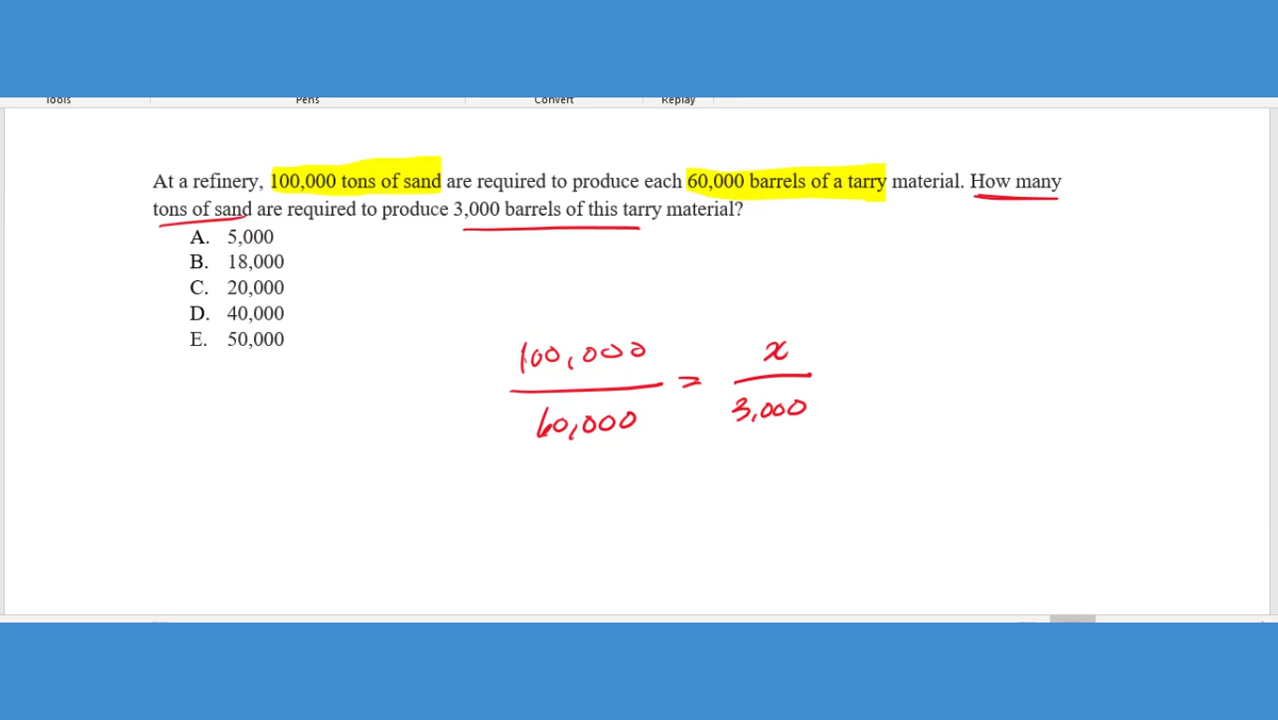 Tools Pens Convert Replay
At a refinery, 100,000 tons of sand are required to produce each 60,000 barrels of a tarry material. How many
tons of sand are required to produce 3,000 barrels of this tarry material?
A. 5,000
B. 18,000
C. 20,000
D. 40,000
E. 50,000
100,000 = x
60,000 3,000